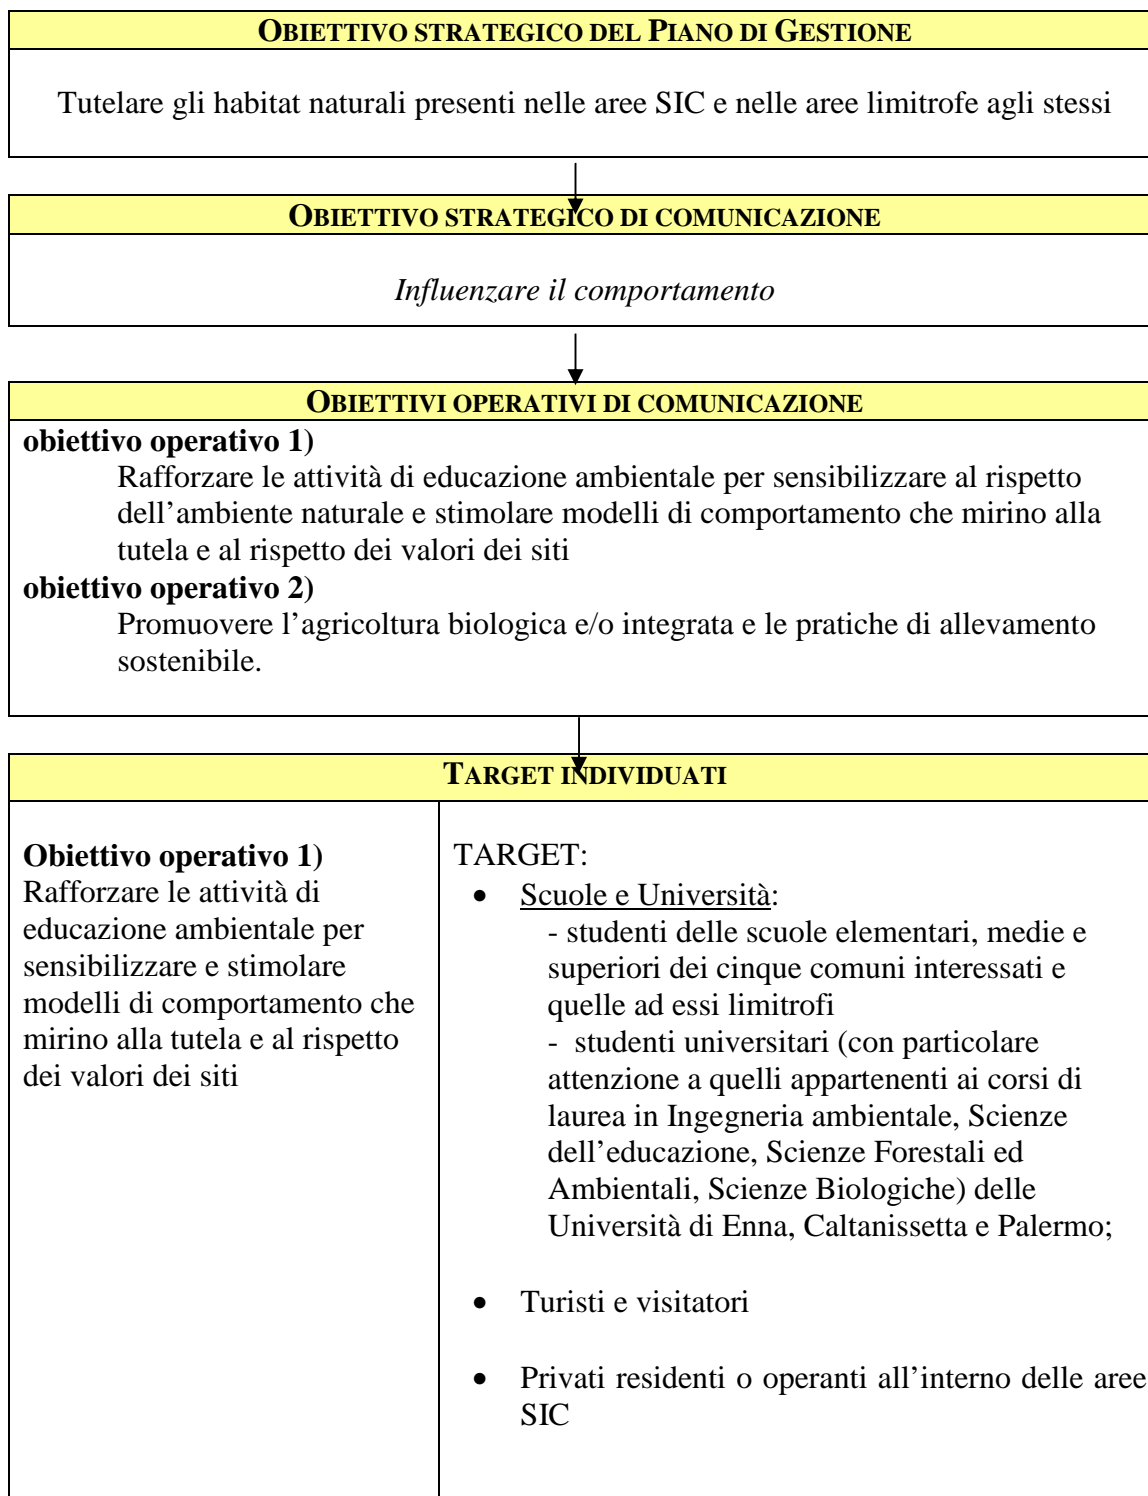 OBIETTIVO STRATEGICO DEL PIANO DI GESTIONE
Tutelare gli habitat naturali presenti nelle aree SIC e nelle aree limitrofe agli stessi
OBIETTIVO STRATEGICO DI COMUNICAZIONE
Influenzare il comportamento
OBIETTIVI OPERATIVI DI COMUNICAZIONE
obiettivo operativo 1)
Rafforzare le attività di educazione ambientale per sensibilizzare al rispetto
dell’ambiente naturale e stimolare modelli di comportamento che mirino alla
tutela e al rispetto dei valori dei siti
obiettivo operativo 2)
Promuovere l’agricoltura biologica e/o integrata e le pratiche di allevamento
sostenibile.
TARGET INDIVIDUATI
Obiettivo operativo 1)
Rafforzare le attività di
educazione ambientale per
sensibilizzare e stimolare
modelli di comportamento che
mirino alla tutela e al rispetto
dei valori dei siti
TARGET:
• Scuole e Università:
- studenti delle scuole elementari, medie e
superiori dei cinque comuni interessati e
quelle ad essi limitrofi
- studenti universitari (con particolare
attenzione a quelli appartenenti ai corsi di
laurea in Ingegneria ambientale, Scienze
dell’educazione, Scienze Forestali ed
Ambientali, Scienze Biologiche) delle
Università di Enna, Caltanissetta e Palermo;
• Turisti e visitatori
• Privati residenti o operanti all’interno delle aree
SIC